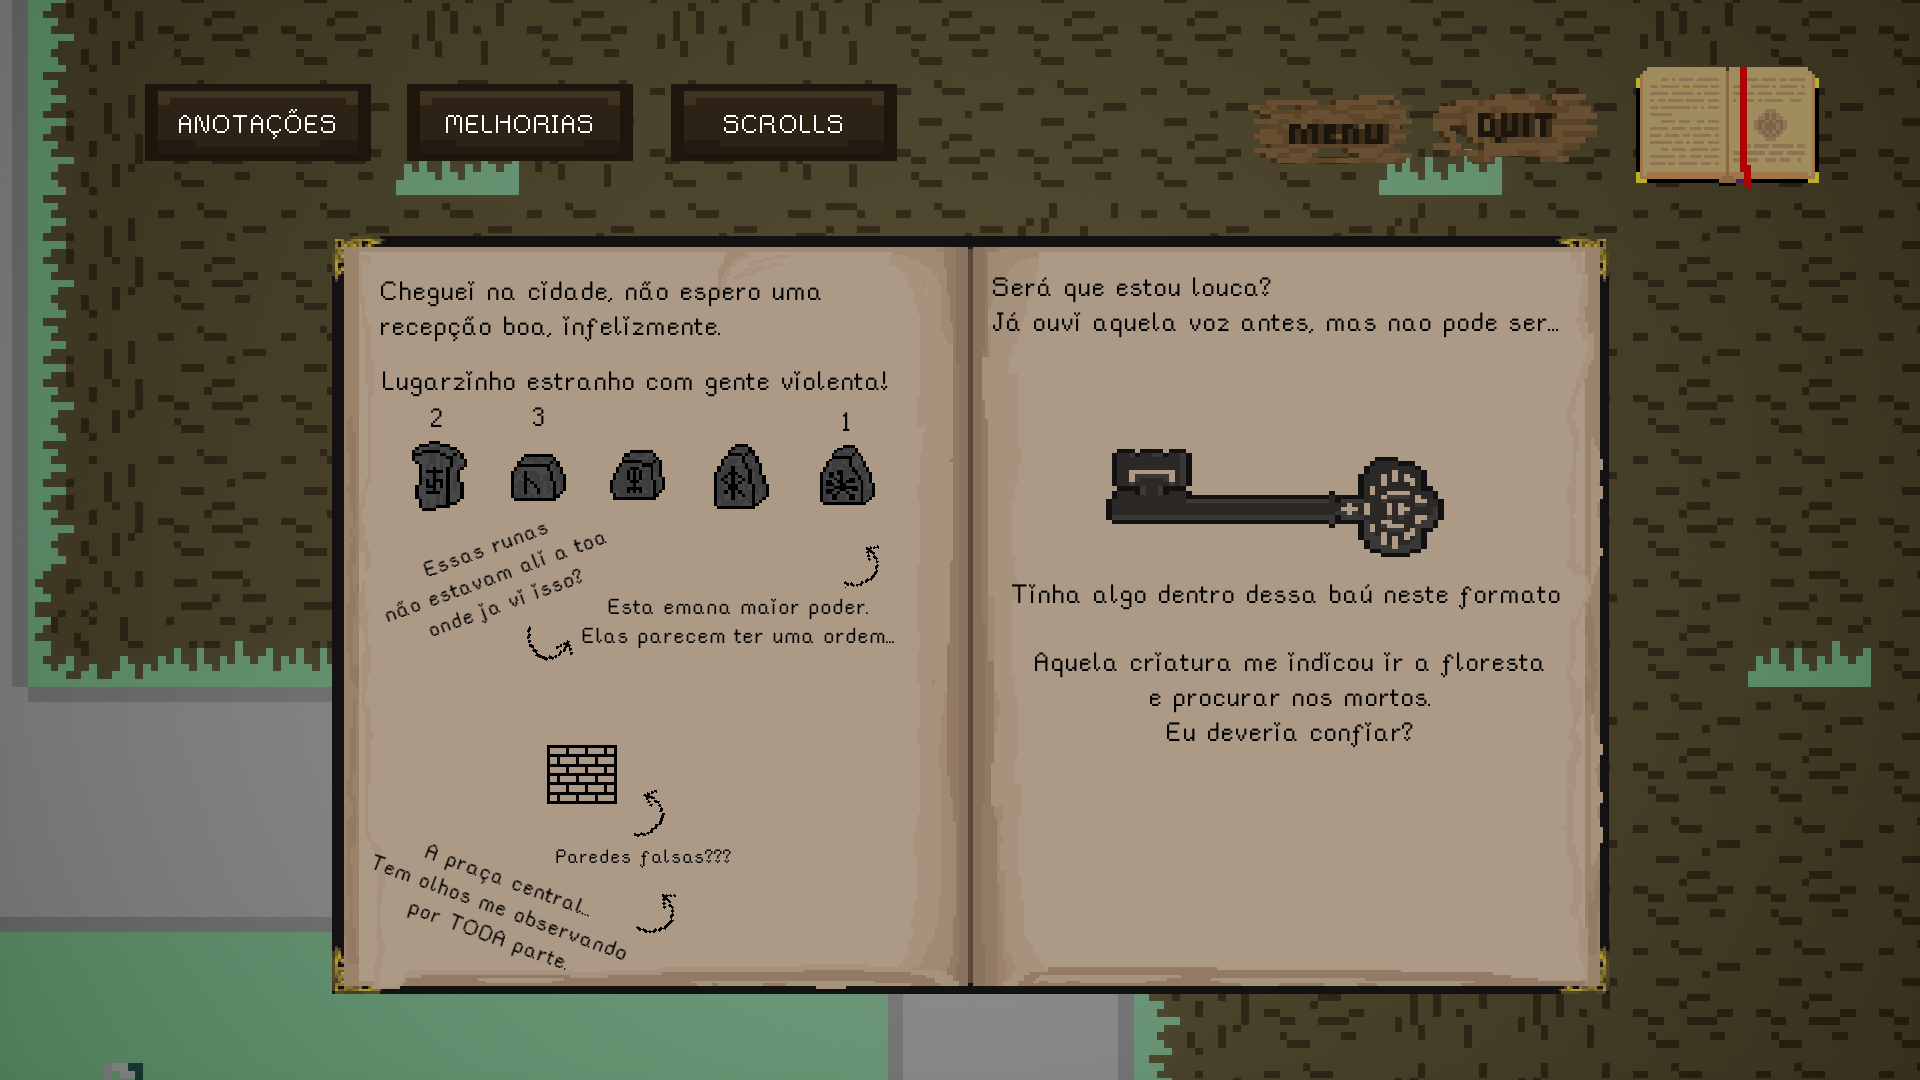 ANOTAÇÕES
MELHORIAS
SCROLLS
MENU
QUIT
Cheguei na cidade, não espero uma
recepção boa, infelizmente.
Lugarzinho estranho com gente violenta!
2 3 1
Essas runas
não estavam ali a toa
onde ja vi isso?
Esta emana maior poder.
Elas parecem ter uma ordem...
Paredes falsas???
A praça central...
Tem olhos me observando
por TODA parte.
Será que estou louca?
Já ouvi aquela voz antes, mas nao pode ser...
Tinha algo dentro dessa baú neste formato
Aquela criatura me indicou ir a floresta
e procurar nos mortos.
Eu deveria confiar?